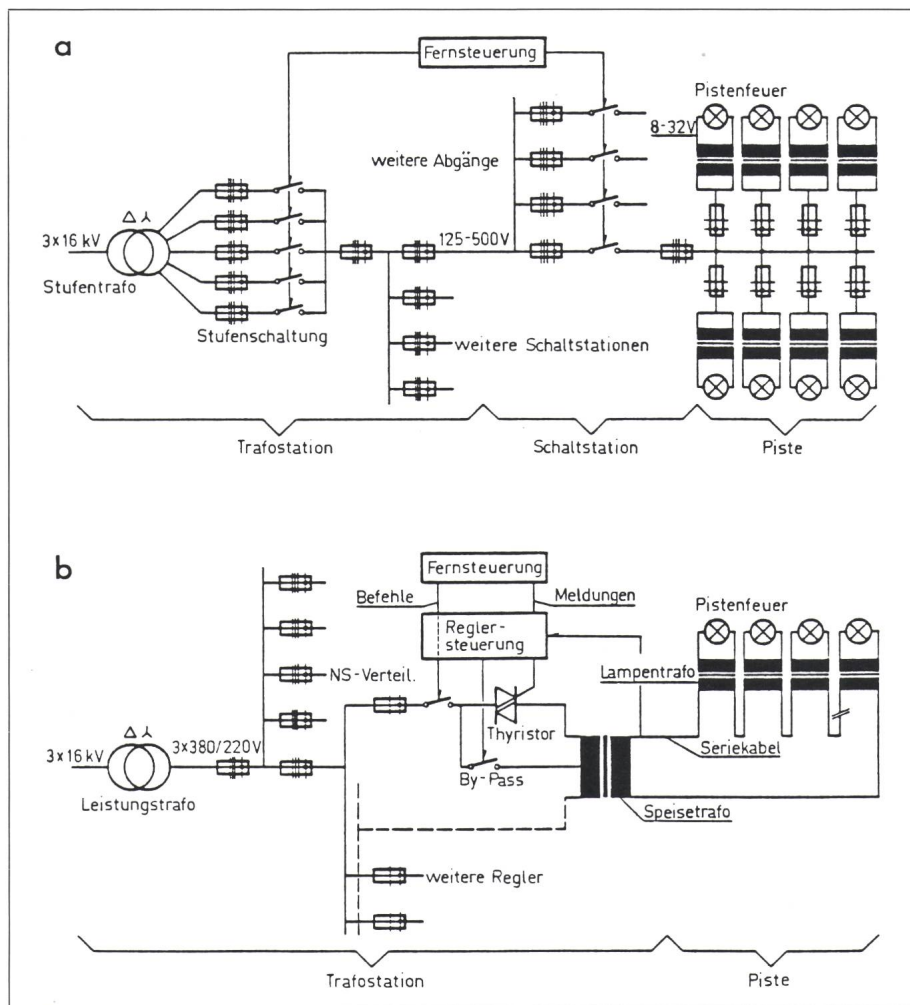 a
Fernsteuerung
Pistenfeuer
8-32V
weitere Abgänge
3x16 kV
125-500V
Stufentrafo
Stufenschaltung
weitere Schaltstationen
Trafostation
Schaltstation
Piste
b
Fernsteuerung
Befehle
Meldungen
Pistenfeuer
Regler-
steuerung
NS-Verteil.
Lampentrafo
3x16kV
3x380/220V
Thyristor
Seriekabel
Leistungstrafo
By-Pass
Speisetrafo
weitere Regler
Trafostation
Piste